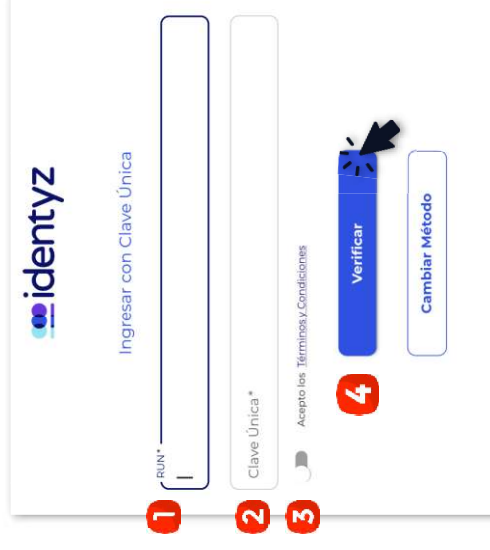 identyz
Ingresar con Clave Única
1
RUN*
2
Clave Única*
3
Acepto los Términos y Condiciones
4
Verificar
Cambiar Método